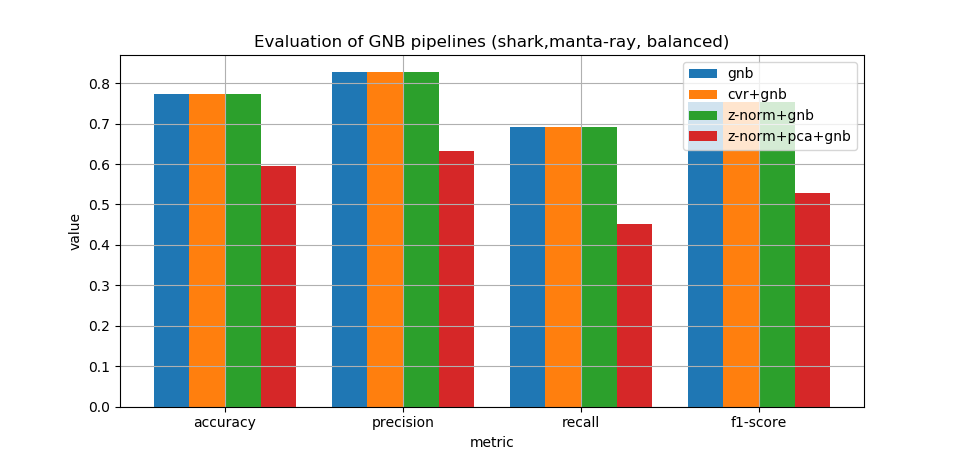 Evaluation of GNB pipelines (shark,manta-ray, balanced)
gnb
cvr+gnb
z-norm+gnb
z-norm+pca+gnb
value
0.8
0.7
0.6
0.5
0.4
0.3
0.2
0.1
0.0
accuracy precision recall f1-score
metric